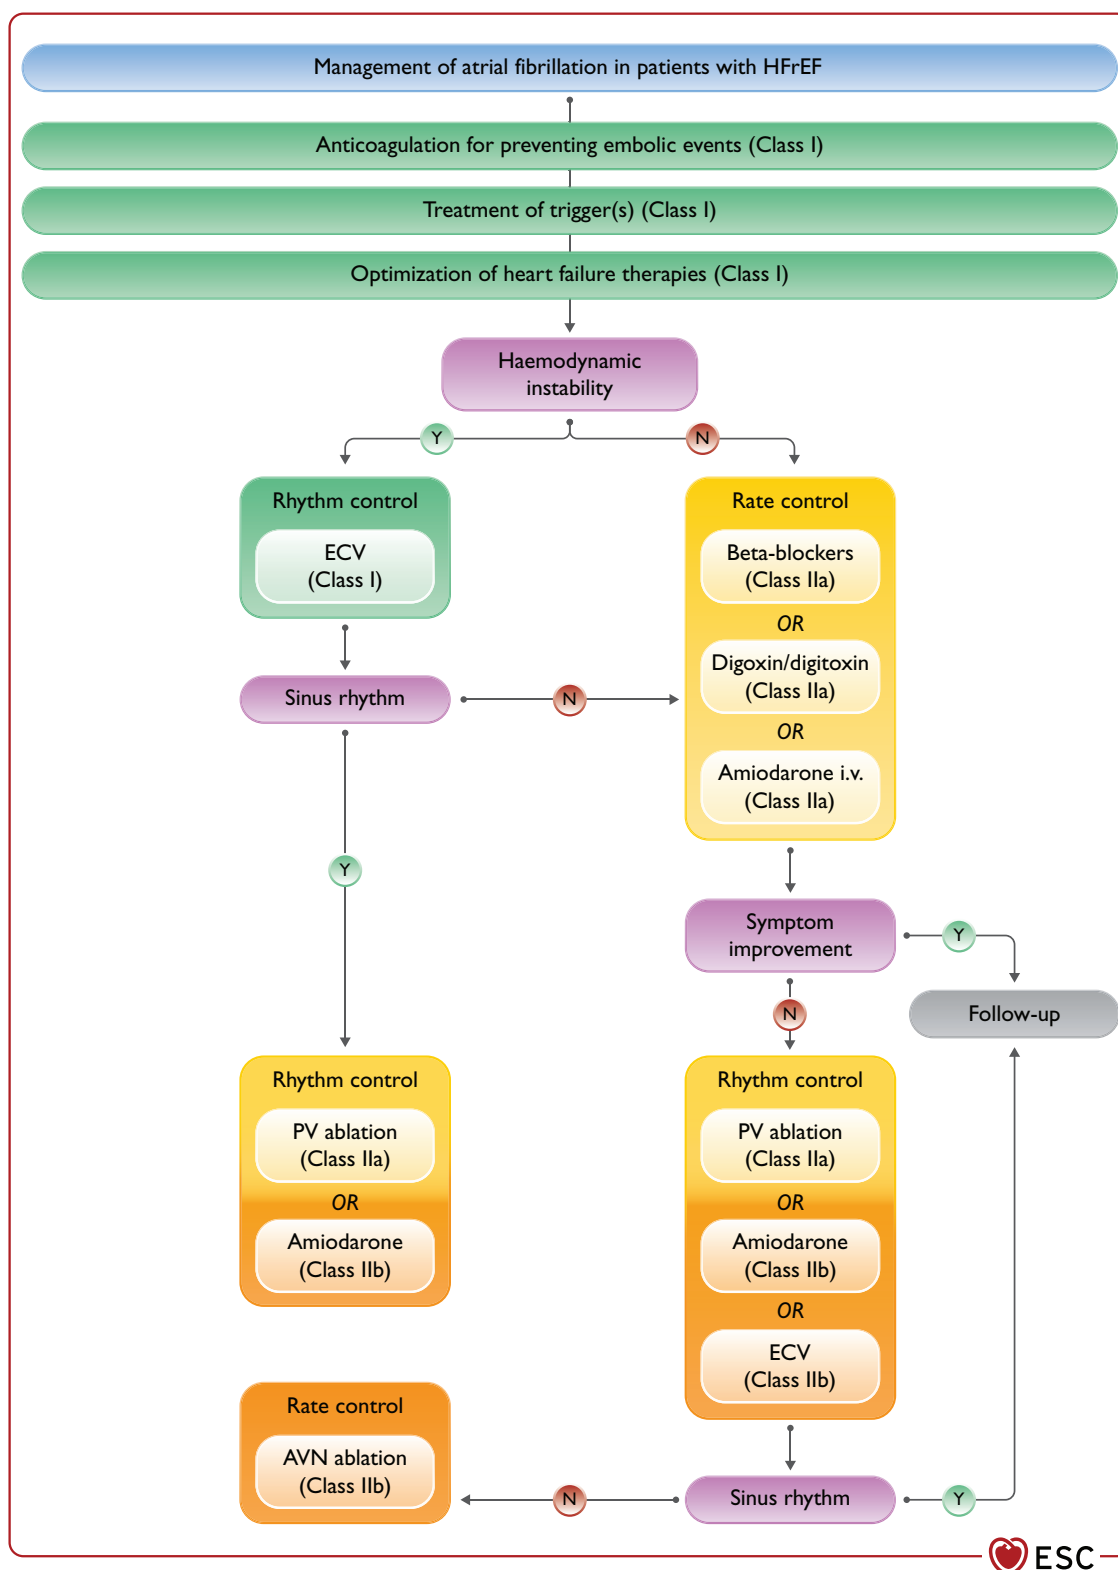 Management of atrial fibrillation in patients with HFrEF
Anticoagulation for preventing embolic events (Class I)
Treatment of trigger(s) (Class I)
Optimization of heart failure therapies (Class I)
Haemodynamic
instability
Y
N
Rhythm control
ECV
(Class I)
Rate control
Beta-blockers
(Class IIa)
OR
Digoxin/digitoxin
(Class IIa)
OR
Amiodarone i.v.
(Class IIa)
Sinus rhythm
N
Y
Symptom
improvement
Y
N
Follow-up
Rhythm control
PV ablation
(Class IIa)
OR
Amiodarone
(Class IIb)
Rhythm control
PV ablation
(Class IIa)
OR
Amiodarone
(Class IIb)
OR
ECV
(Class IIb)
Rate control
AVN ablation
(Class IIb)
N
Sinus rhythm
Y
ESC